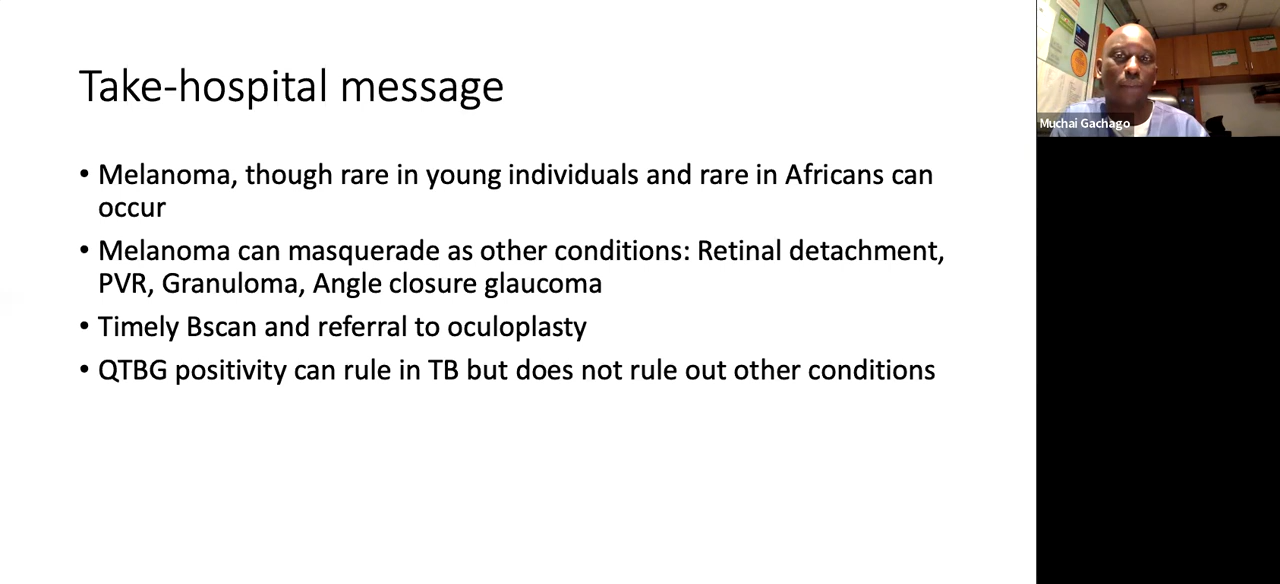 Take-hospital message
• Melanoma, though rare in young individuals and rare in Africans can
occur
• Melanoma can masquerade as other conditions: Retinal detachment,
PVR, Granuloma, Angle closure glaucoma
• Timely Bscan and referral to oculoplasty
• QTBG positivity can rule in TB but does not rule out other conditions
Muchai Gachago